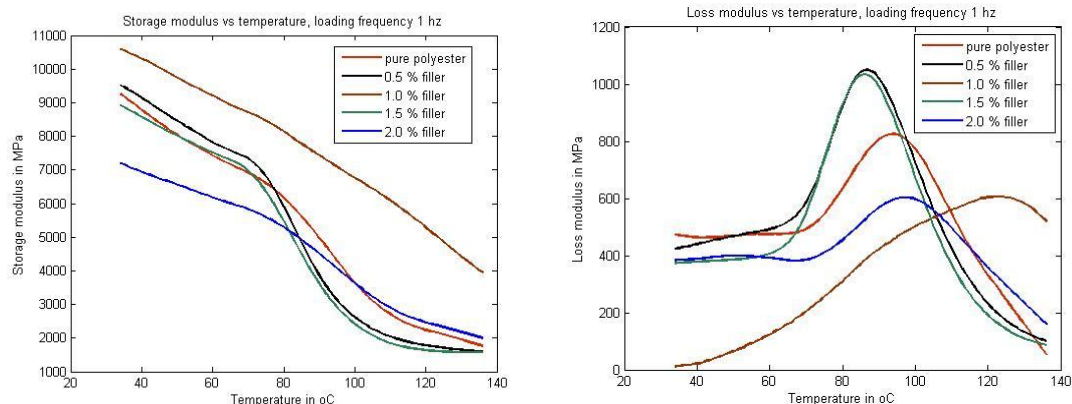 Storage modulus vs temperature, loading frequency 1 hz
11000
10000
9000
8000
7000
6000
5000
4000
3000
2000
1000
Storage modulus in MPa
pure polyester
0.5 % filler
1.0 % filler
1.5 % filler
2.0 % filler
20
40
60
80
100
120
140
Temperature in oC
Loss modulus vs temperature, loading frequency 1 hz
1200
1000
800
600
400
200
0
Loss modulus in MPa
pure polyester
0.5 % filler
1.0 % filler
1.5 % filler
2.0 % filler
20
40
60
80
100
120
140
Temperature in oC